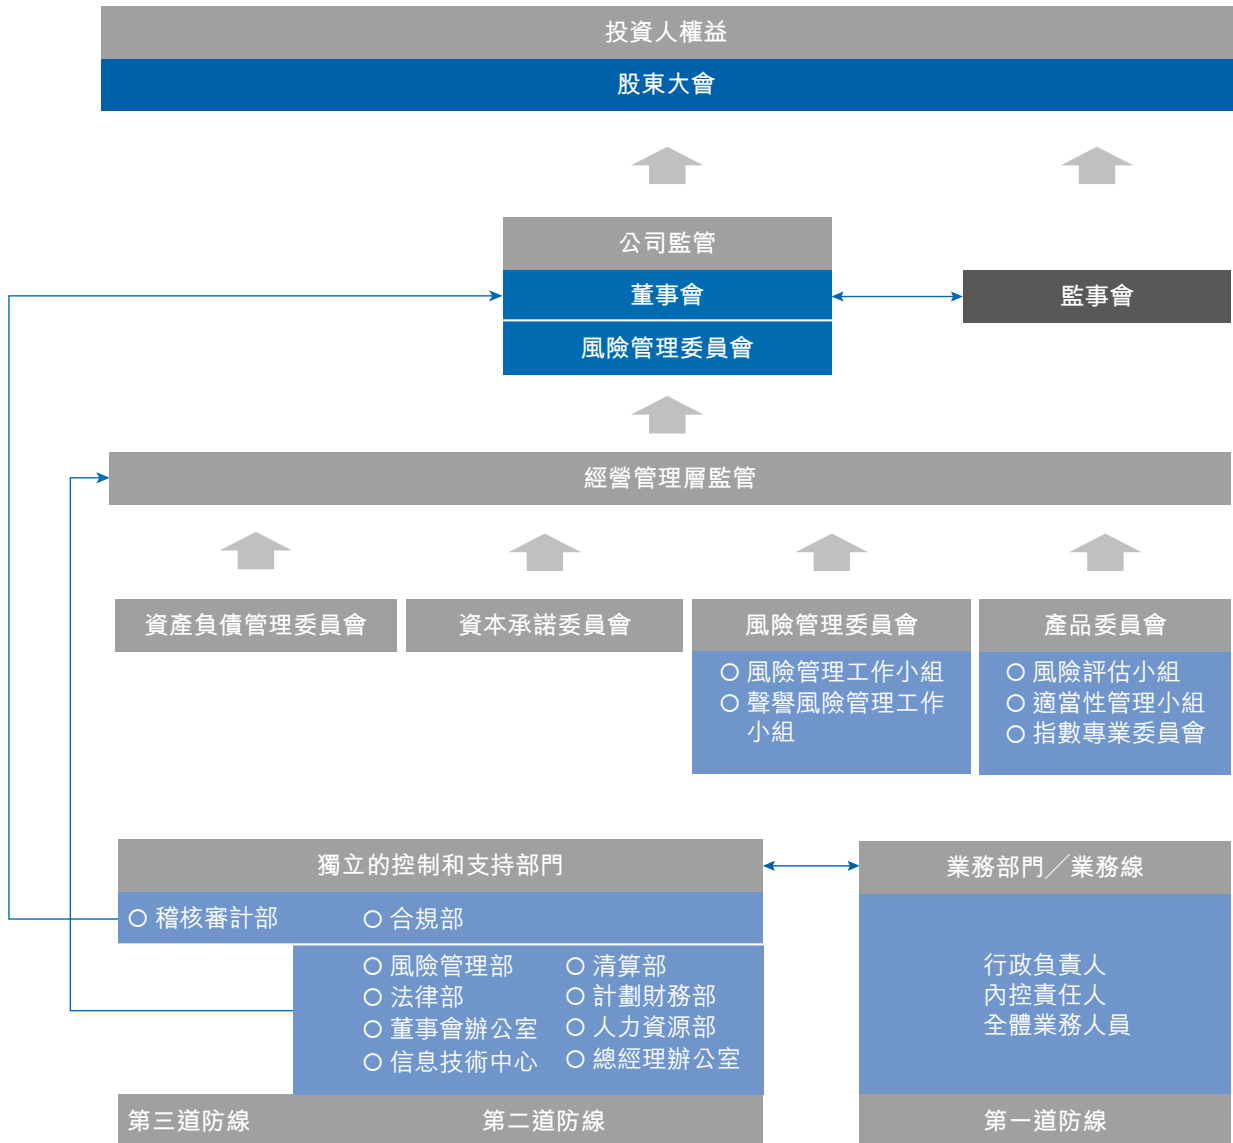 投資人權益
股東大會
公司監管
董事會
監事會
風險管理委員會
經營管理層監管
資產負債管理委員會
資本承諾委員會
風險管理委員會
○ 風險管理工作小組
○ 聲譽風險管理工作
小組
產品委員會
○ 風險評估小組
○ 適當性管理小組
○ 指數專業委員會
獨立的控制和支持部門
○ 稽核審計部
○ 合規部
○ 風險管理部
○ 法律部
○ 董事會辦公室
○ 信息技術中心
○ 清算部
○ 計劃財務部
○ 人力資源部
○ 總經理辦公室
第三道防線
第二道防線
業務部門╱業務線
行政負責人
內控責任人
全體業務人員
第一道防線